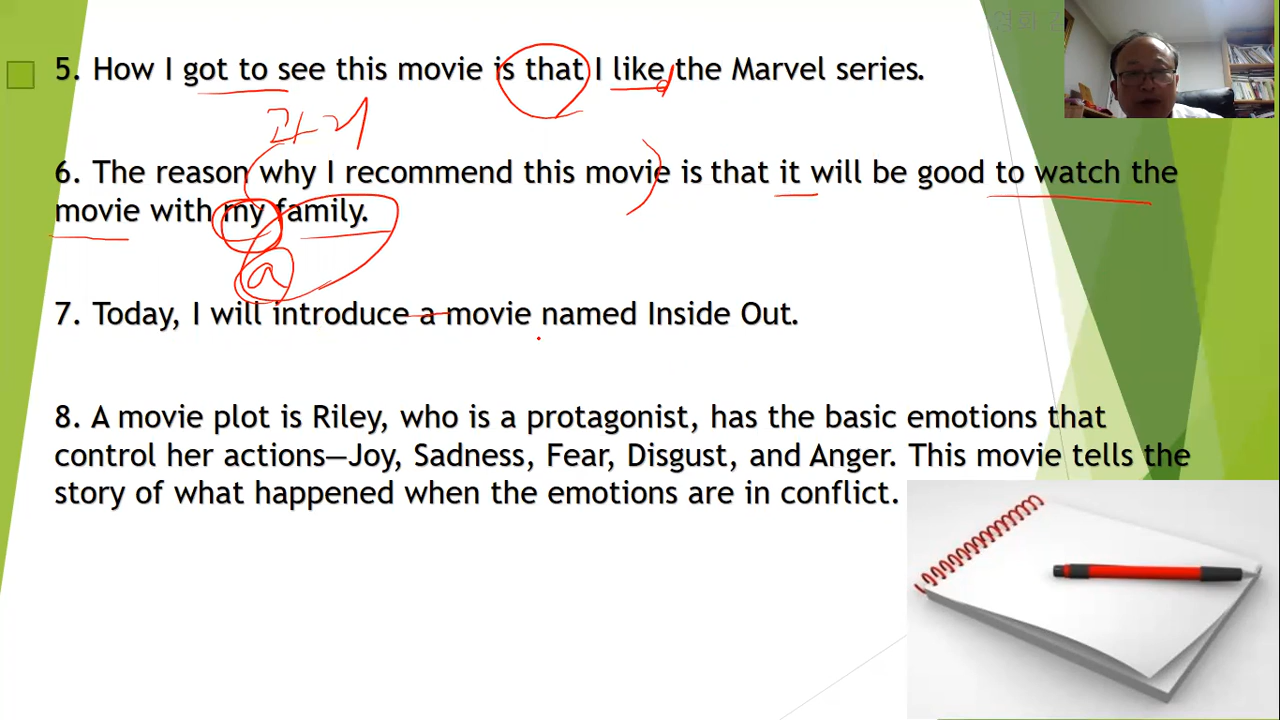 5. How I got to see this movie is that I liked the Marvel series.
과거
6. The reason why I recommend this movie is that it will be good to watch the
movie with my family.
a
7. Today, I will introduce a movie named Inside Out.
8. A movie plot is Riley, who is a protagonist, has the basic emotions that
control her actions—Joy, Sadness, Fear, Disgust, and Anger. This movie tells the
story of what happened when the emotions are in conflict.